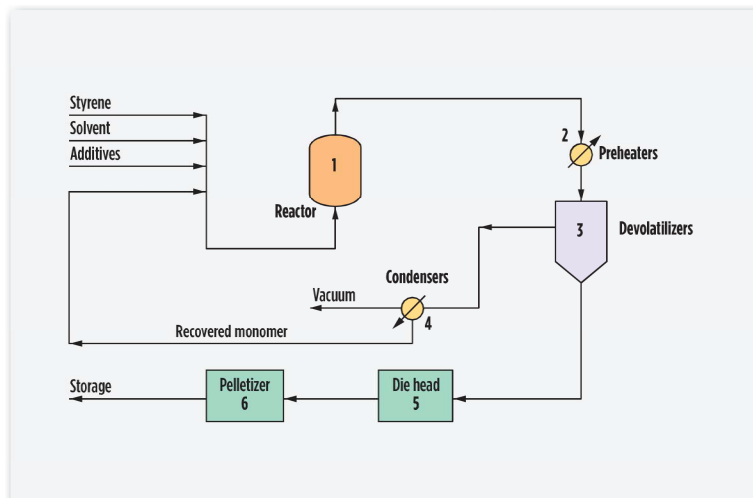 Styrene
Solvent
Additives
1
Reactor
2
Preheaters
3
Devolatilizers
Condensers
Vacuum
4
Recovered monomer
Storage
Pelletizer
6
Die head
5